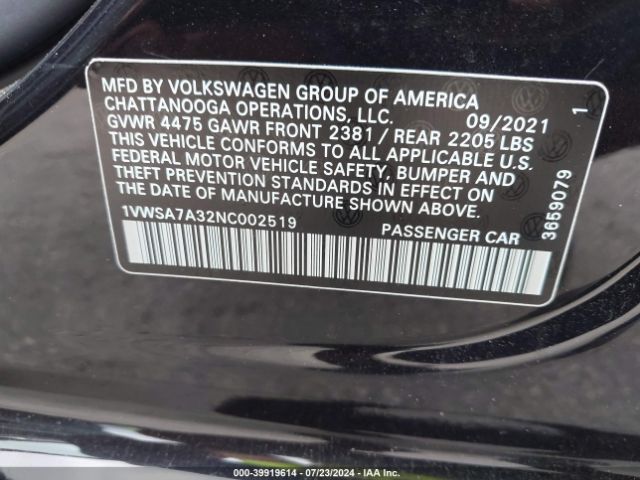 MFD BY VOLKSWAGEN GROUP OF AMERICA
CHATTANOOGA OPERATIONS, LLC. 09/2021 1
GVWR 4475 GAWR FRONT 2381 / REAR 2205 LBS
THIS VEHICLE CONFORMS TO ALL APPLICABLE U.S.
FEDERAL MOTOR VEHICLE SAFETY, BUMPER AND
THEFT PREVENTION STANDARDS IN EFFECT ON
THE DATE OF MANUFACTURE SHOWN ABOVE.
1VWSA7A32NC002519 PASSENGER CAR
3659079
000-39919614 | 07/23/2024 | IAA Inc.